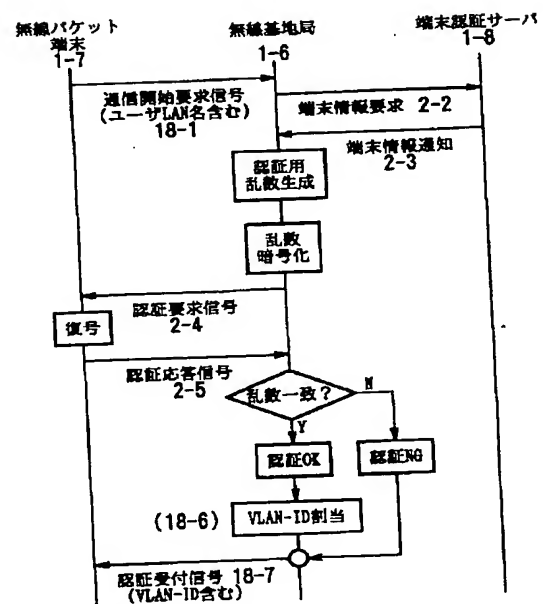 無線パケット
端末
1-7
無線基地局
1-6
端末認証サーバ
1-8
通信開始要求信号
(ユーザLAN名含む)
18-1
端末情報要求 2-2
端末情報通知
2-3
認証用
乱数生成
乱数
暗号化
認証要求信号
2-4
復号
認証応答信号
2-5
乱数一致?
N
Y
認証OK
認証NG
(18-6)
VLAN-ID割当
認証受付信号 18-7
(VLAN-ID含む)